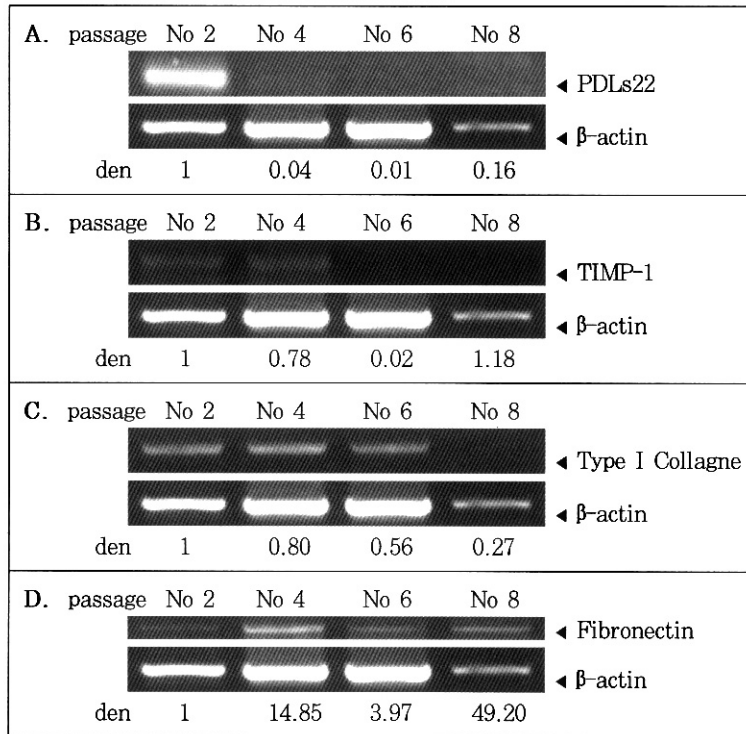 A. passage No 2 No 4 No 6 No 8
◄ PDLs22
◄ β-actin
den 1 0.04 0.01 0.16
B. passage No 2 No 4 No 6 No 8
◄ TIMP-1
◄ β-actin
den 1 0.78 0.02 1.18
C. passage No 2 No 4 No 6 No 8
◄ Type I Collagne
◄ β-actin
den 1 0.80 0.56 0.27
D. passage No 2 No 4 No 6 No 8
◄ Fibronectin
◄ β-actin
den 1 14.85 3.97 49.20